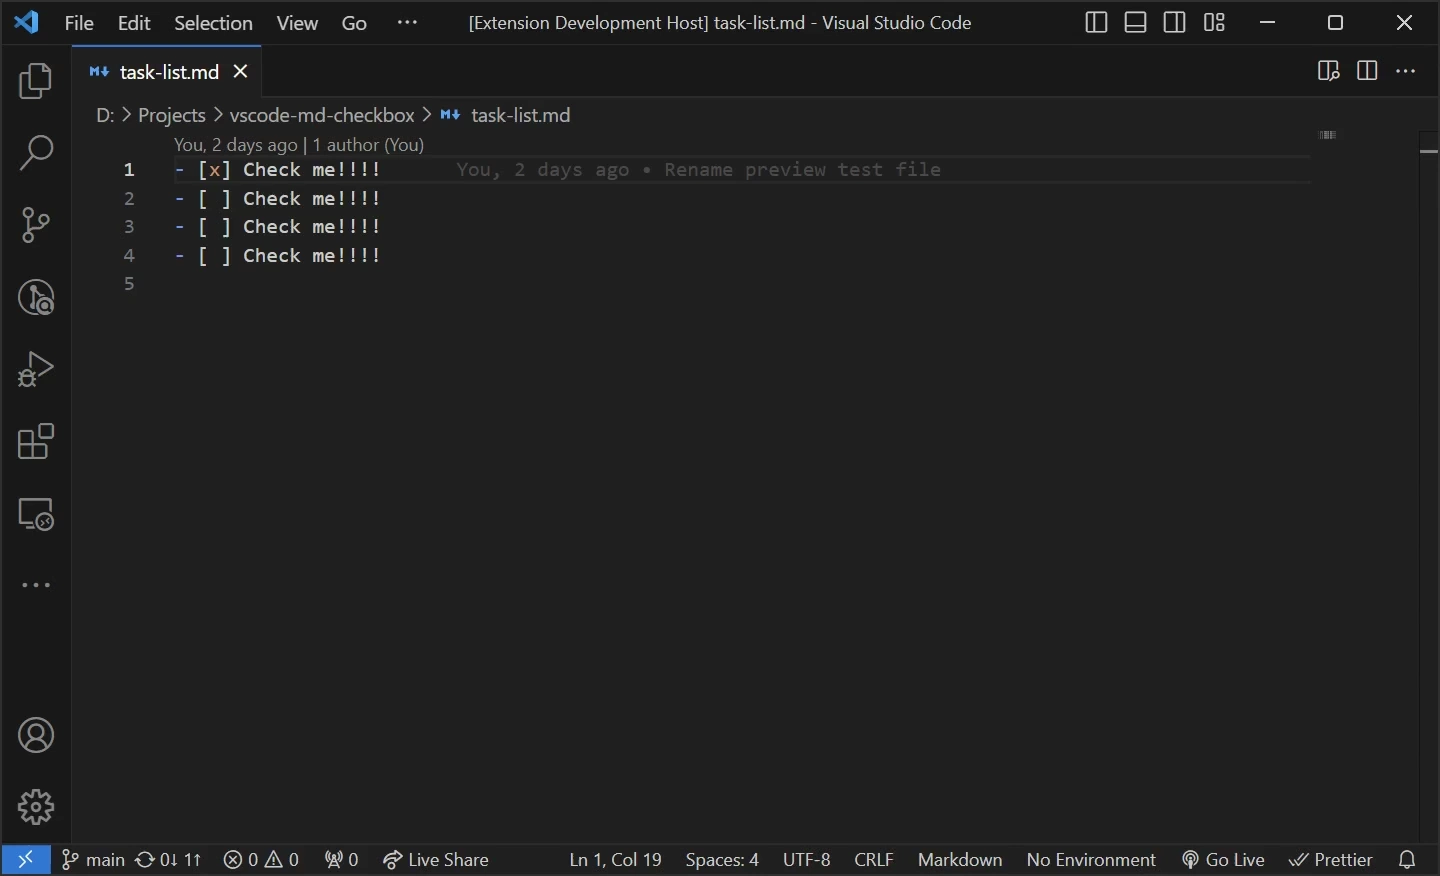 File Edit Selection View Go ··· [Extension Development Host] task-list.md - Visual Studio Code
task-list.md
D: > Projects > vscode-md-checkbox > task-list.md
You, 2 days ago | 1 author (You)
1 - [x] Check me!!!! You, 2 days ago • Rename preview test file
2 - [ ] Check me!!!!
3 - [ ] Check me!!!!
4 - [ ] Check me!!!!
5
main 0↓ 1↑ 0 0 0 Live Share Ln 1, Col 19 Spaces: 4 UTF-8 CRLF Markdown No Environment Go Live Prettier